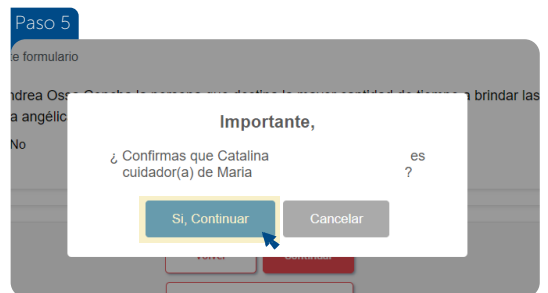 Paso 5
te formulario
ndrea Osso Concha la persona que destina la mayor cantidad de tiempo a brindar las
a angélic
No
Importante,
¿ Confirmas que Catalina es
cuidador(a) de Maria ?
Si, Continuar
Cancelar
Volver
Continuar